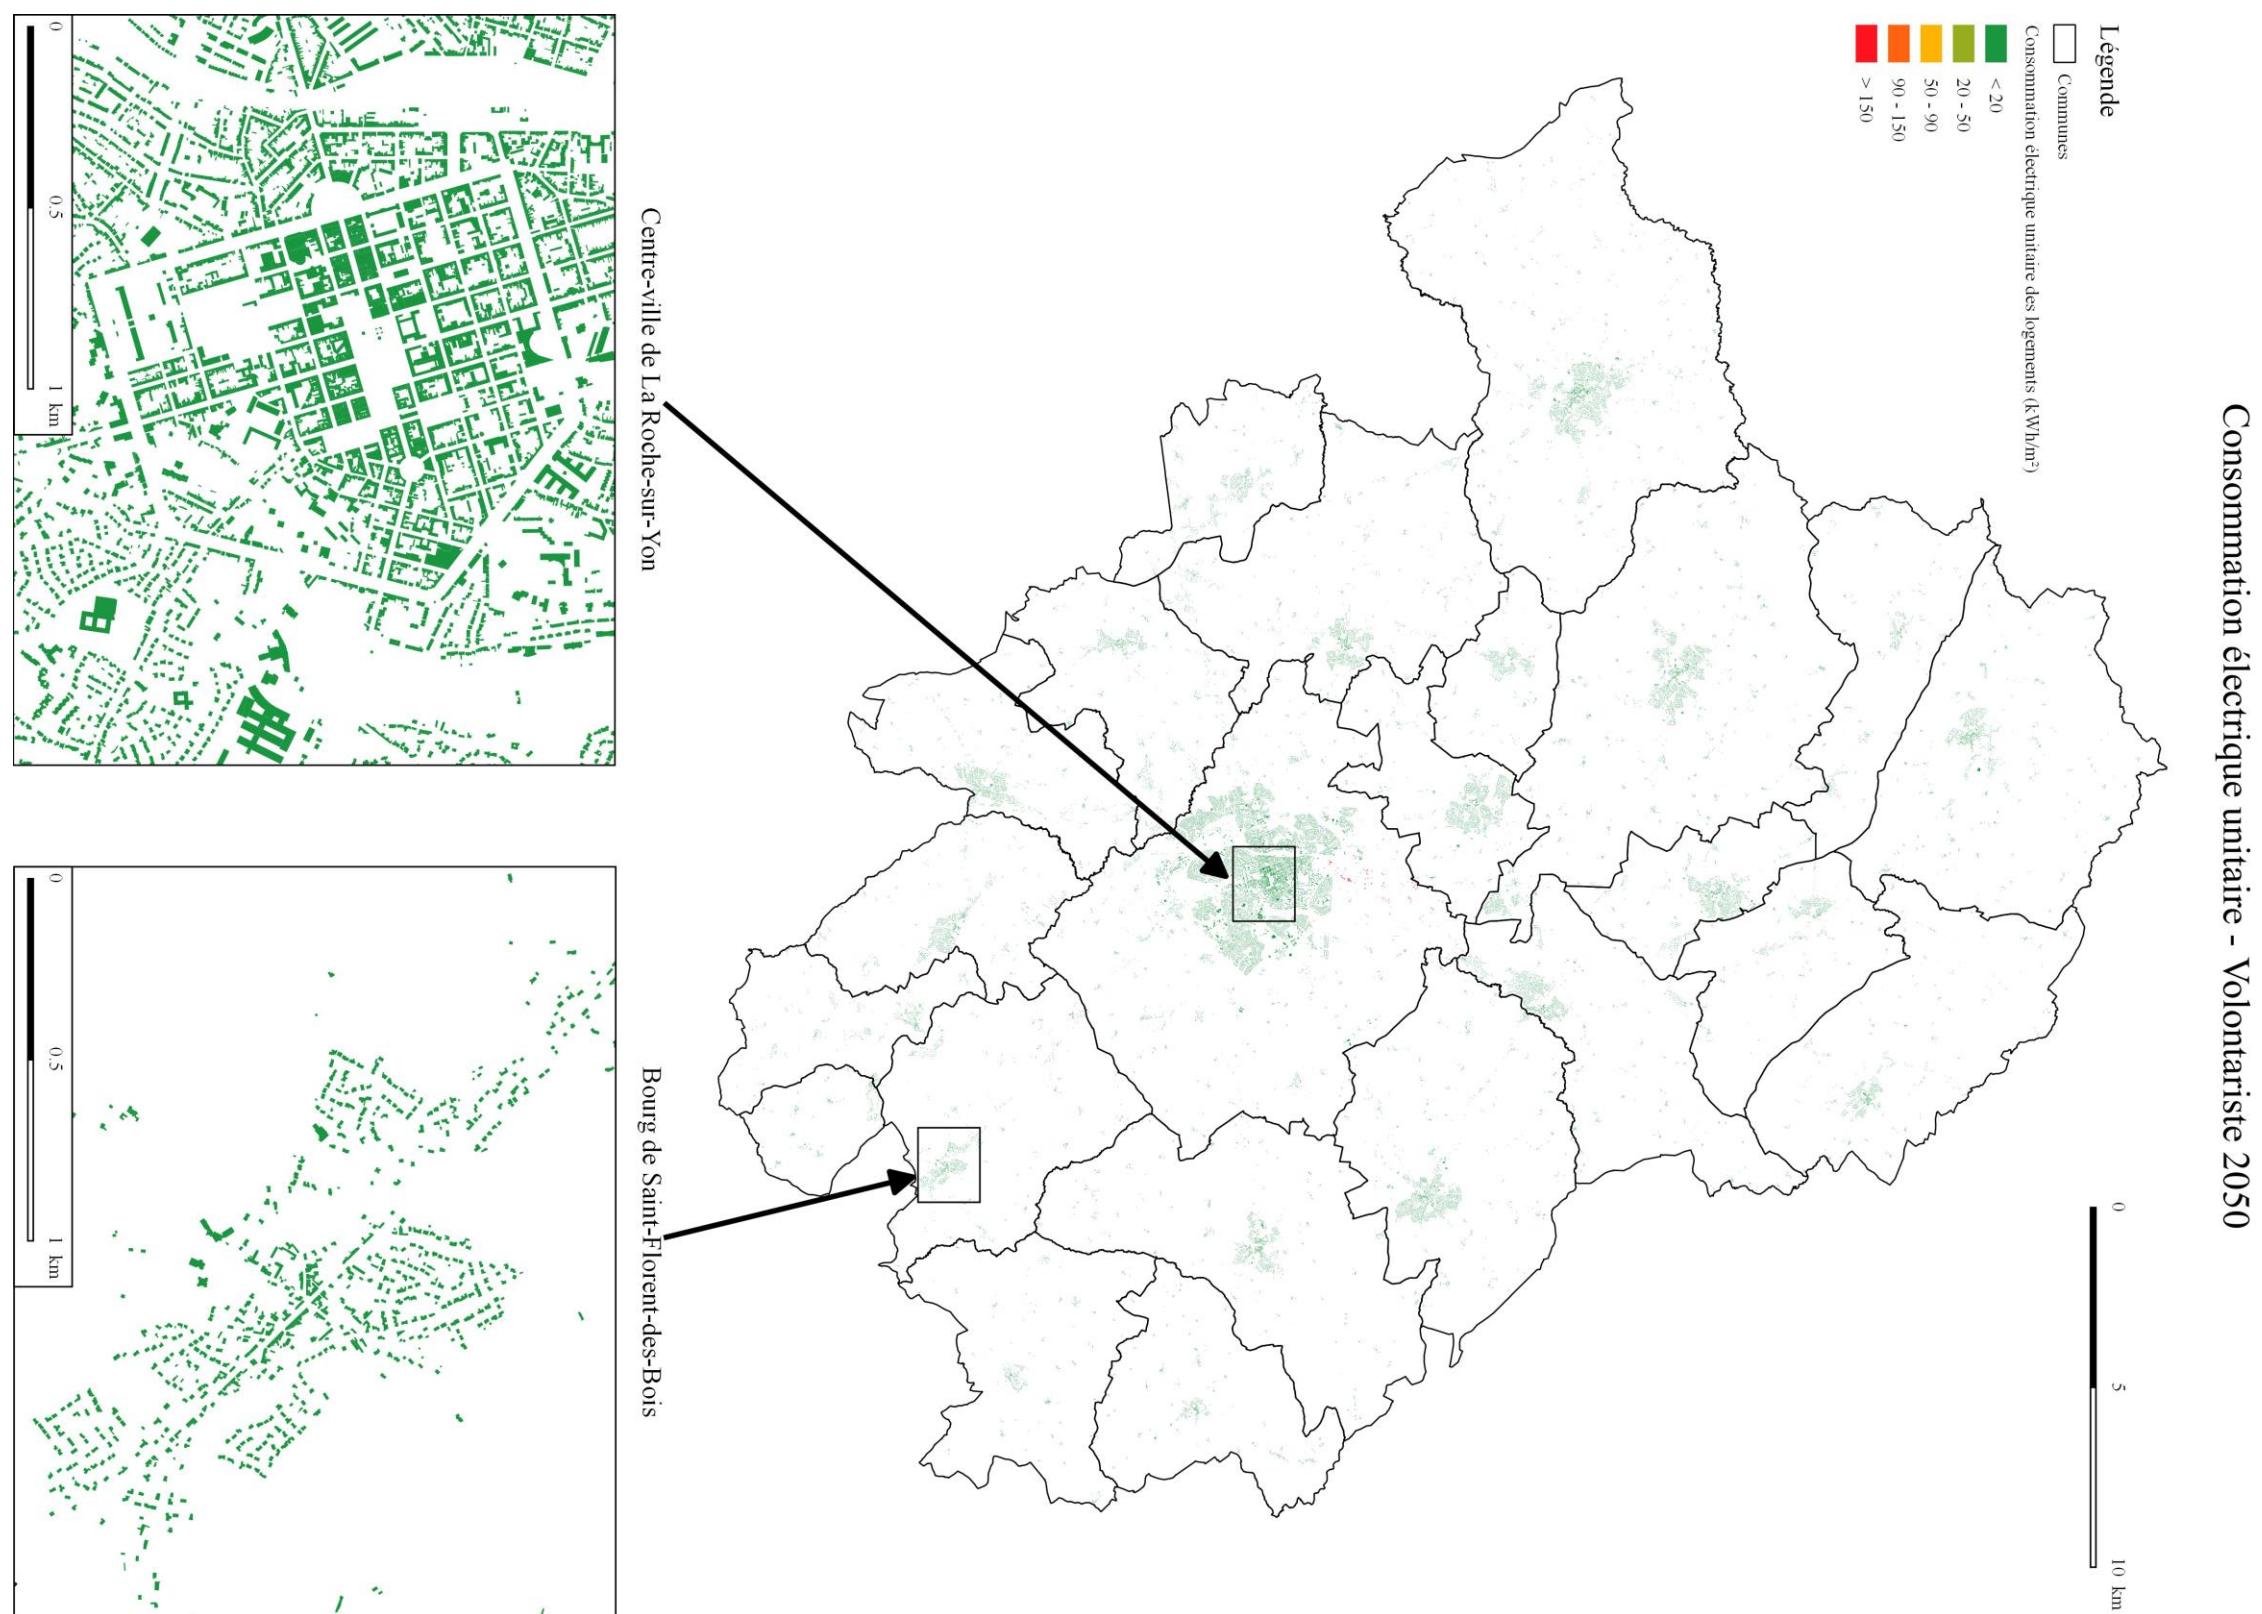 Consommation électrique unitaire - Volontariste 2050
Légende
Communes
Consommation électrique unitaire des logements (kWh/m²)
< 20
20 - 50
50 - 90
90 - 150
> 150
0 5 10 km
Centre-ville de La Roche-sur-Yon
Bourg de Saint-Florent-des-Bois
0 0.5 1 km
0 0.5 1 km